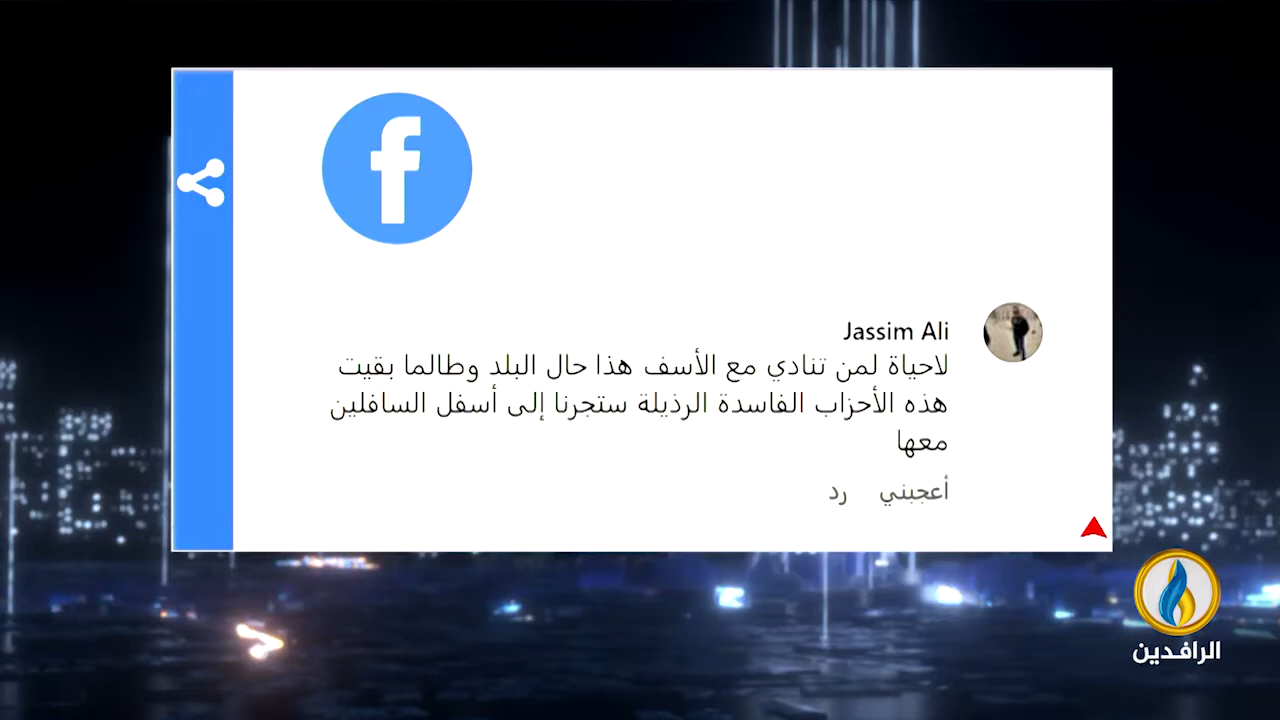 Jassim Ali
لاحياة لمن تنادي مع الأسف هذا حال البلد وطالما بقيت
هذه الأحزاب الفاسدة الرذيلة ستجرنا إلى أسفل السافلين
معها
أعجبني رد
الرافدين